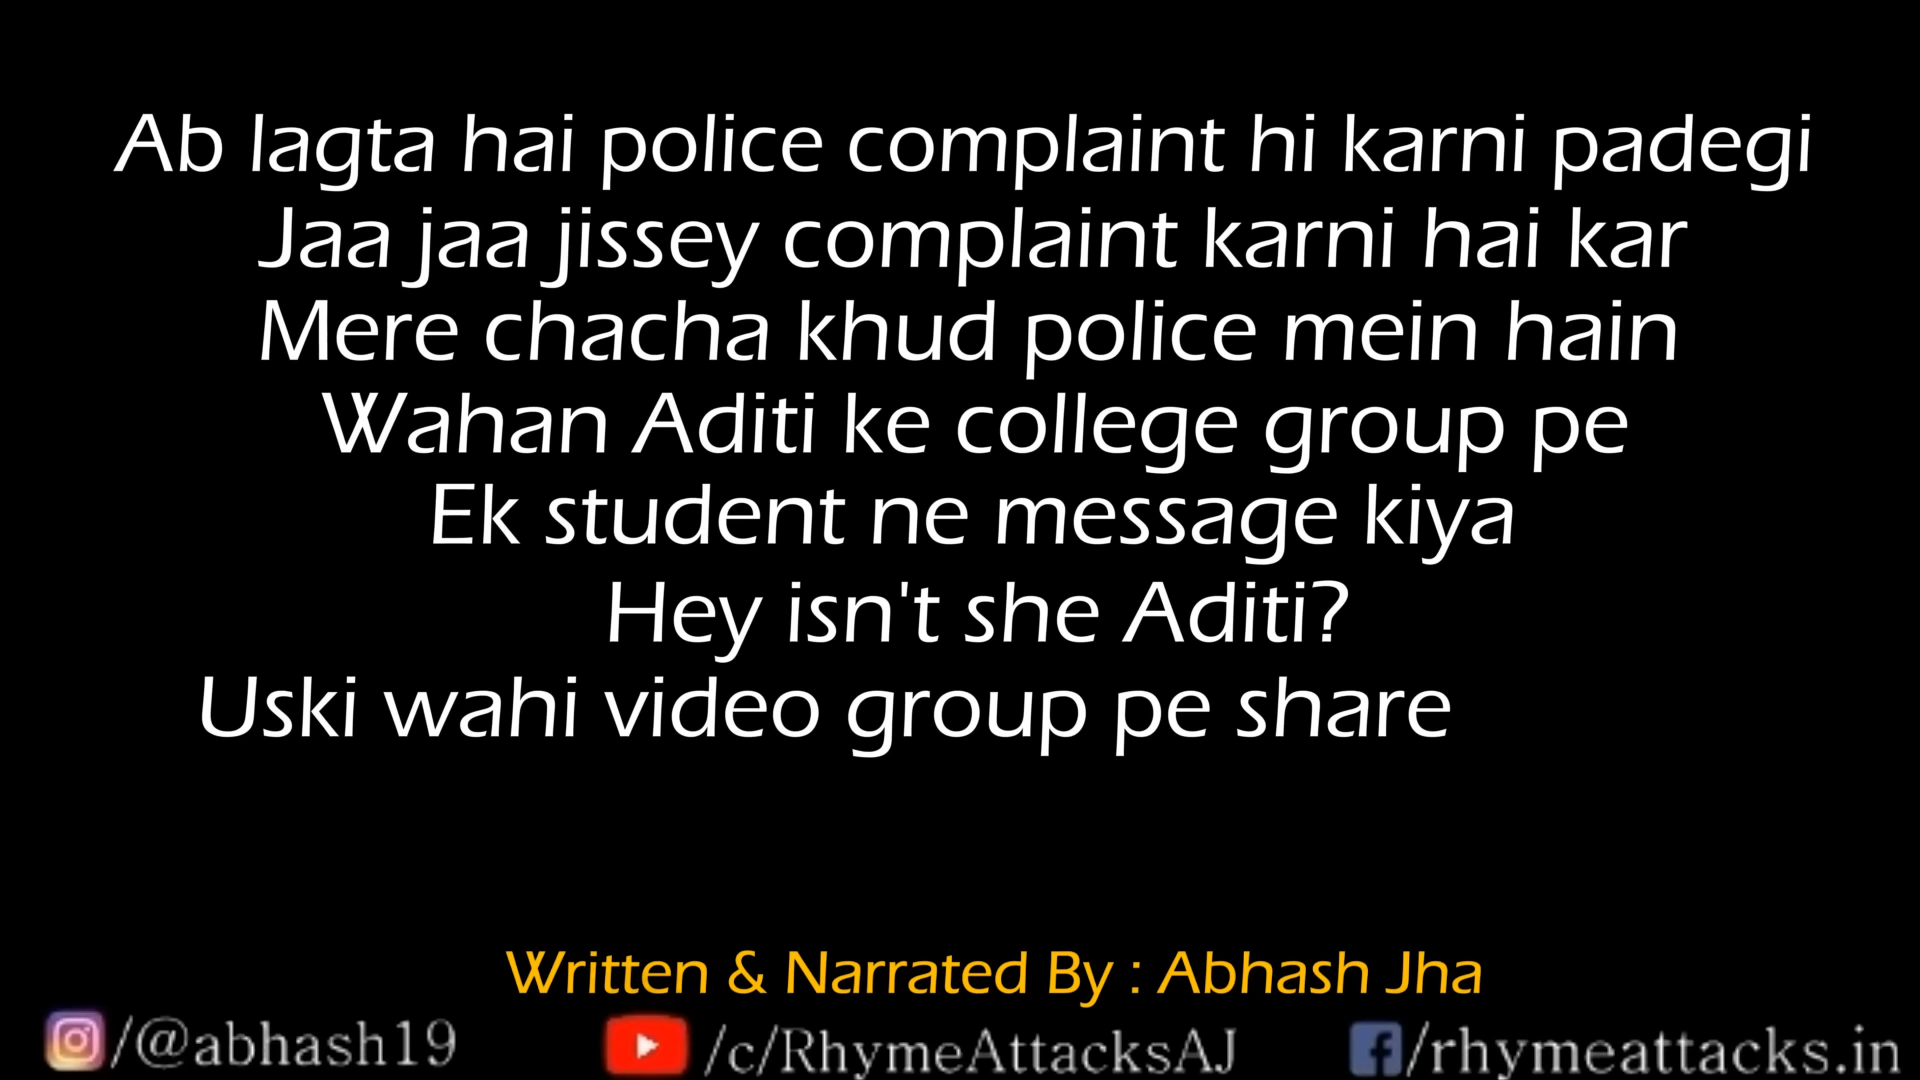 Ab lagta hai police complaint hi karni padegi
Jaa jaa jissey complaint karni hai kar
Mere chacha khud police mein hain
Wahan Aditi ke college group pe
Ek student ne message kiya
Hey isn't she Aditi?
Uski wahi video group pe share
Written & Narrated By : Abhash Jha
/@abhash19 /c/RhymeAttacksAJ /rhymeattacks.in